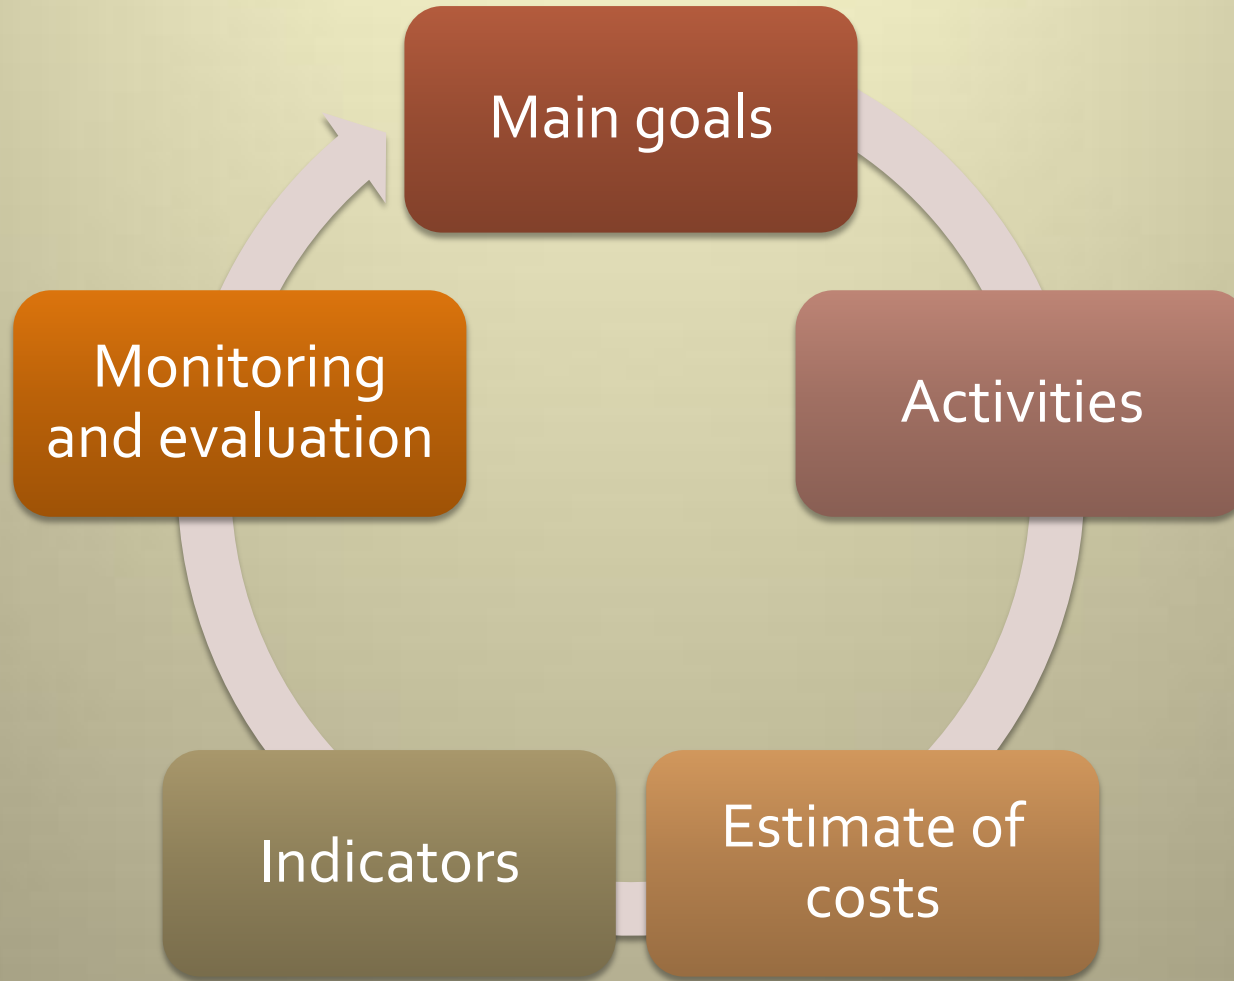 Main goals
Activities
Estimate of
costs
Indicators
Monitoring
and evaluation